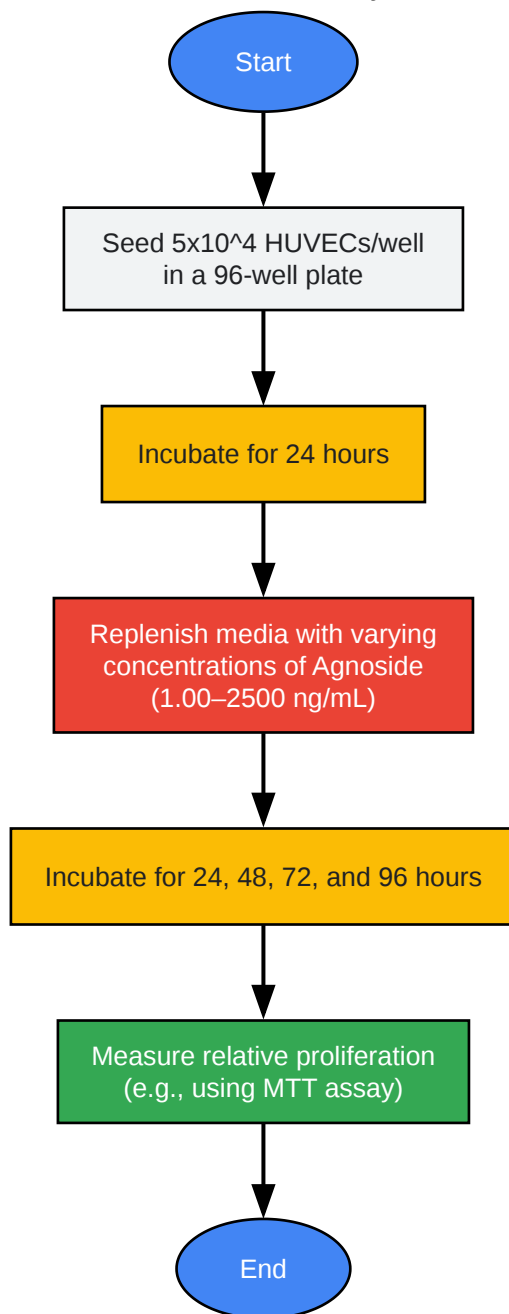 Start
Seed 5x10^4 HUVECs/well
in a 96-well plate
Incubate for 24 hours
Replenish media with varying
concentrations of Agnoside
(1.00–2500 ng/mL)
Incubate for 24, 48, 72, and 96 hours
Measure relative proliferation
(e.g., using MTT assay)
End